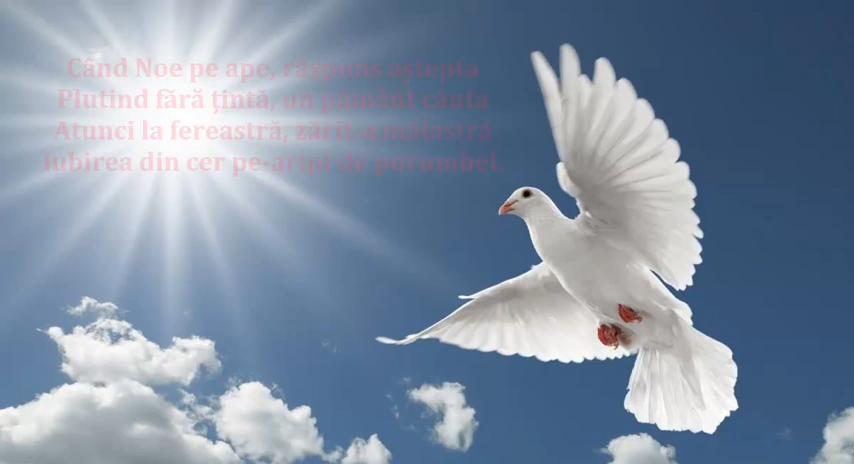 Când Noe pe ape, răspuns aştepta
Plutind fără ţintă, un pământ căuta
Atunci la fereastră, zărit-a măiastră
Iubirea din cer pe-aripi de porumbel.